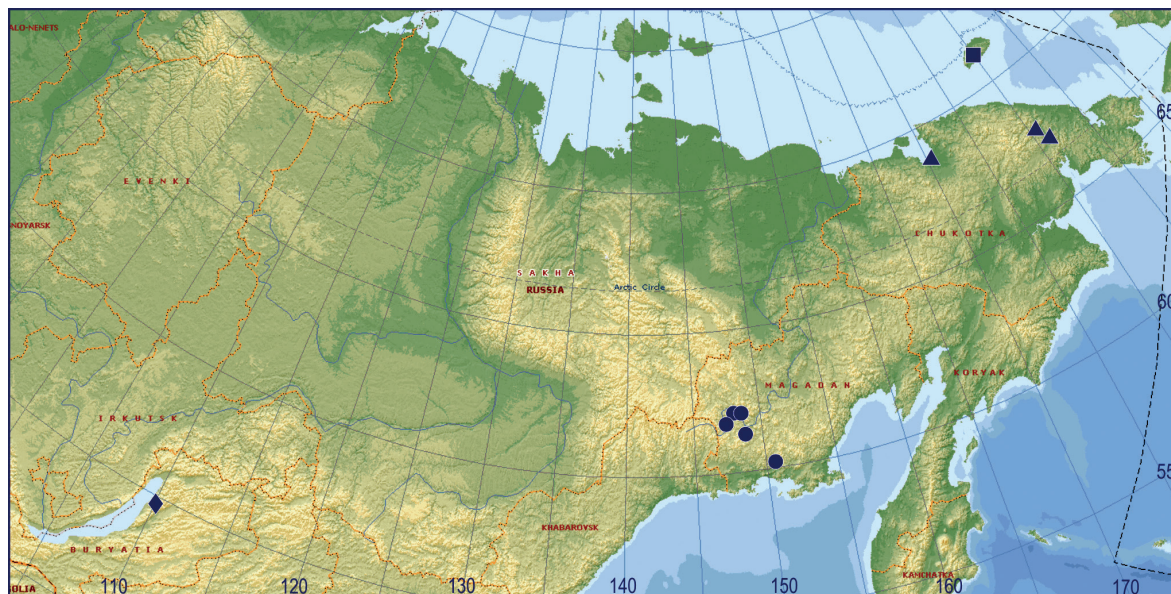 ALO-NENETS
EVENKI
NOYARSK
SAKHA
RUSSIA
Arctic Circle
CHUKOTKA
KORYAK
MAGADAN
IRKUTSK
KHABAROVSK
BURYATIA
KAMCHATKA
OLIA
65
60
55
110
120
130
140
150
160
170